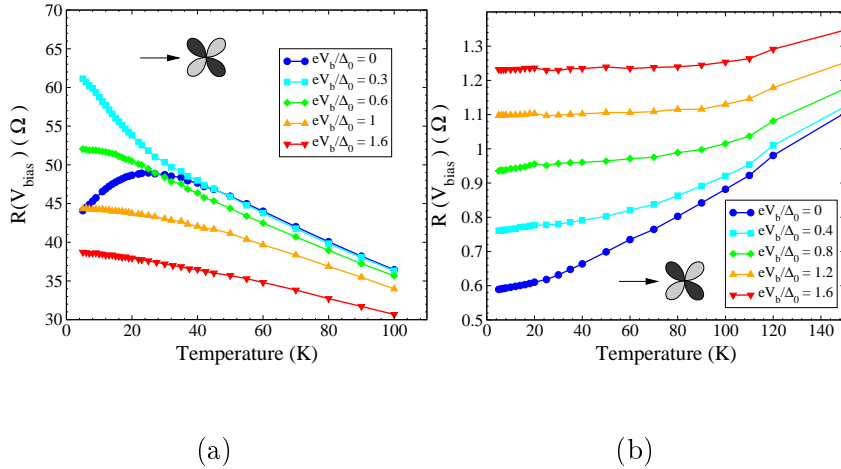 70
65
60
55
50
45
40
35
30
0
20
40
60
80
100
Temperature (K)
R(V_bias) (Ω)
eV_b/Δ_0 = 0
eV_b/Δ_0 = 0.3
eV_b/Δ_0 = 0.6
eV_b/Δ_0 = 1
eV_b/Δ_0 = 1.6
(a)
1.3
1.2
1.1
1
0.9
0.8
0.7
0.6
0.5
0
20
40
60
80
100
120
140
Temperature (K)
R (V_bias) (Ω)
eV_b/Δ_0 = 0
eV_b/Δ_0 = 0.4
eV_b/Δ_0 = 0.8
eV_b/Δ_0 = 1.2
eV_b/Δ_0 = 1.6
(b)